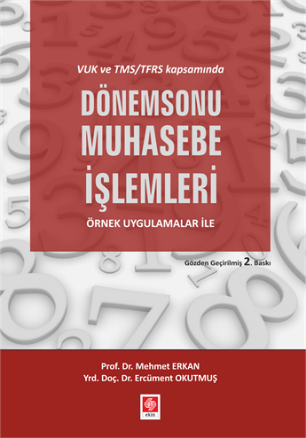 VUK ve TMS/TFRS kapsamında
DÖNEMSONU
MUHASEBE
İŞLEMLERİ
ÖRNEK UYGULAMALAR İLE
Gözden Geçirilmiş 2. Baskı
Prof. Dr. Mehmet ERKAN
Yrd. Doç. Dr. Ercüment OKUTMUŞ
ekin